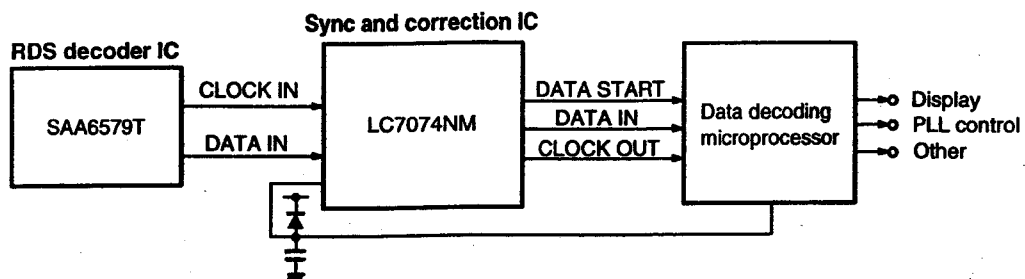 Sync and correction IC
RDS decoder IC
SAA6579T
CLOCK IN
DATA IN
LC7074NM
DATA START
DATA IN
CLOCK OUT
Data decoding
microprocessor
Display
PLL control
Other